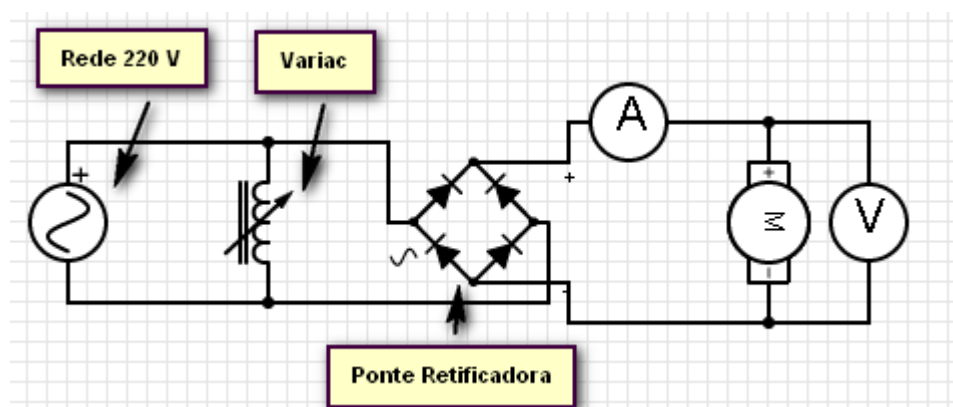 Rede 220 V
Variac
A
+
+
+
M
V
-
-
Ponte Retificadora